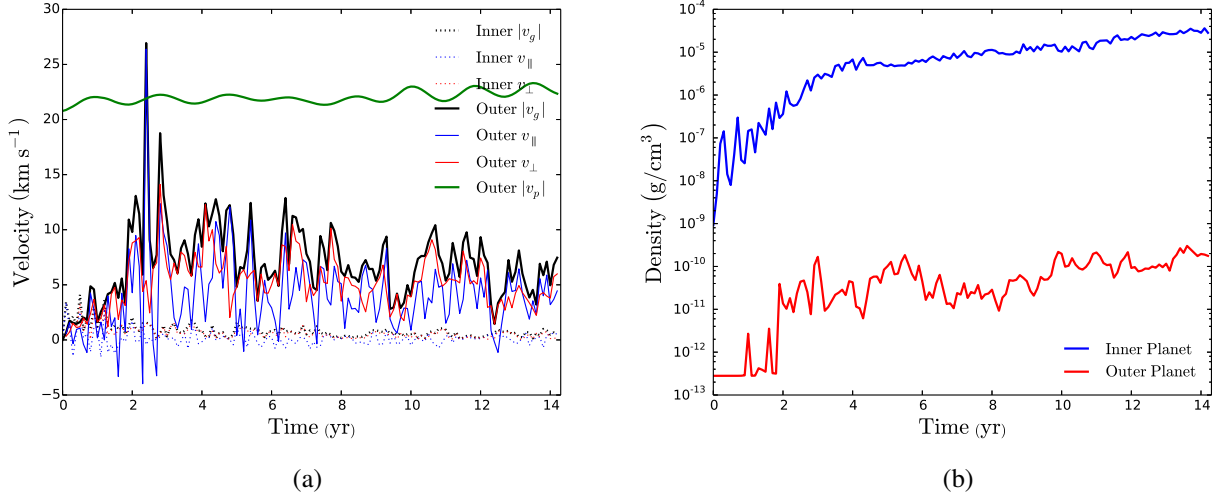 30
25
20
15
10
5
0
−5
0
2
4
6
8
10
12
14
Velocity (km s⁻¹)
Time (yr)
Inner |v_g|
Inner v_∥
Inner v_⊥
Outer |v_g|
Outer v_∥
Outer v_⊥
Outer |v_p|
(a)
10⁻⁴
10⁻⁵
10⁻⁶
10⁻⁷
10⁻⁸
10⁻⁹
10⁻¹⁰
10⁻¹¹
10⁻¹²
10⁻¹³
0
2
4
6
8
10
12
14
Density (g/cm³)
Time (yr)
Inner Planet
Outer Planet
(b)